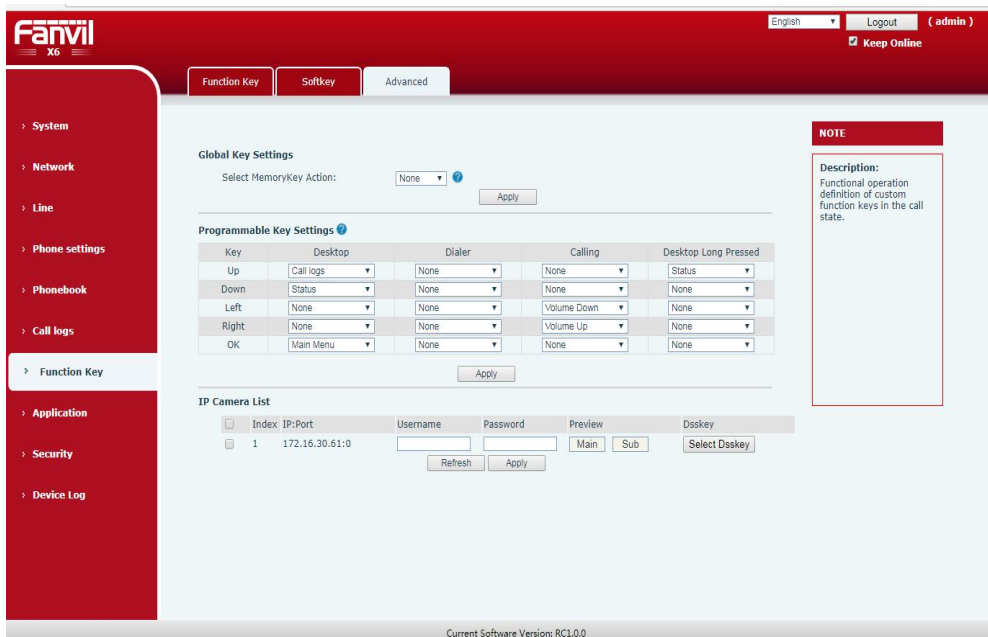 Fanvil
X6
English
Logout
( admin )
Keep Online
Function Key
Softkey
Advanced
› System
› Network
› Line
› Phone settings
› Phonebook
› Call logs
› Function Key
› Application
› Security
› Device Log
Global Key Settings
Select MemoryKey Action: None
Apply
Programmable Key Settings
Key Desktop Dialer Calling Desktop Long Pressed
Up Call logs None None Status
Down Status None None None
Left None None Volume Down None
Right None None Volume Up None
OK Main Menu None None None
Apply
IP Camera List
Index IP:Port Username Password Preview Dsskey
1 172.16.30.61:0 Main Sub Select Dsskey
Refresh Apply
NOTE
Description:
Functional operation
definition of custom
function keys in the call
state.
Current Software Version: RC1.0.0